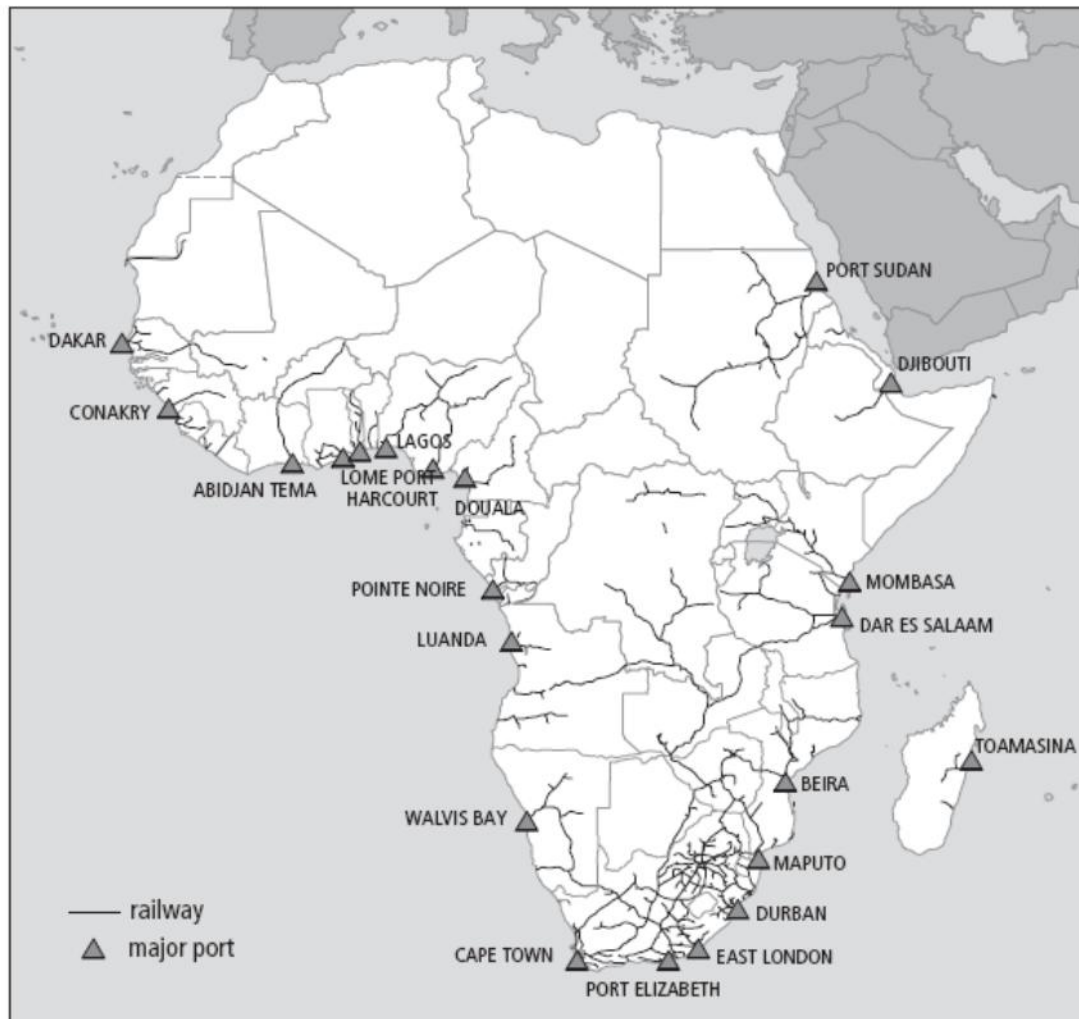 PORT SUDAN
DAKAR
DJIBOUTI
CONAKRY
LAGOS
ABIDJAN TEMA
LOME PORT
HARCOURT
DOUALA
POINTE NOIRE
MOMBASA
DAR ES SALAAM
LUANDA
TOAMASINA
BEIRA
WALVIS BAY
MAPUTO
railway
DURBAN
major port
CAPE TOWN
EAST LONDON
PORT ELIZABETH